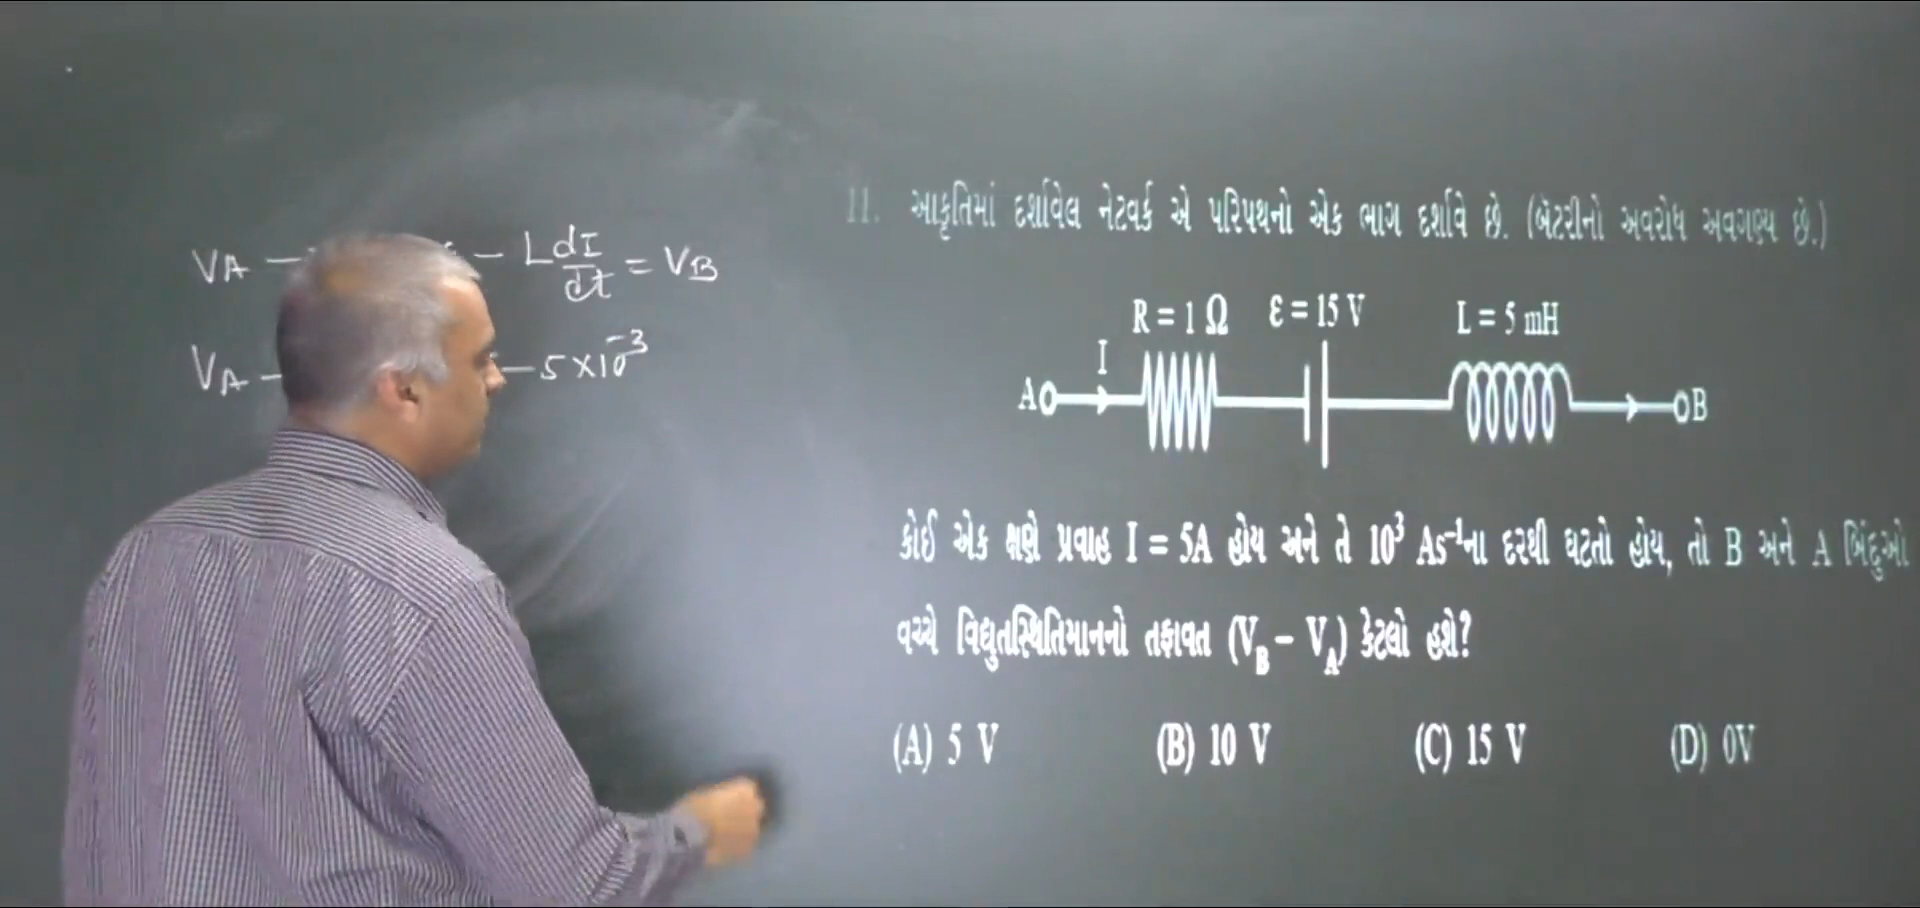 VA – – L dI/dt = VB
VA – – 5×10⁻³
11. આકૃતિમાં દર્શાવેલ નેટવર્ક એ પરિપથનો એક ભાગ દર્શાવે છે. (બૅટરીનો અવરોધ અવગણ્ય છે.)
R = 1 Ω ε = 15 V L = 5 mH
I
A B
કોઈ એક ક્ષણે પ્રવાહ I = 5A હોય અને તે 10³ As⁻¹ના દરથી ઘટતો હોય, તો B અને A બિંદુઓ
વચ્ચે વિદ્યુતસ્થિતિમાનનો તફાવત (V_B – V_A) કેટલો હશે?
(A) 5 V (B) 10 V (C) 15 V (D) 0V